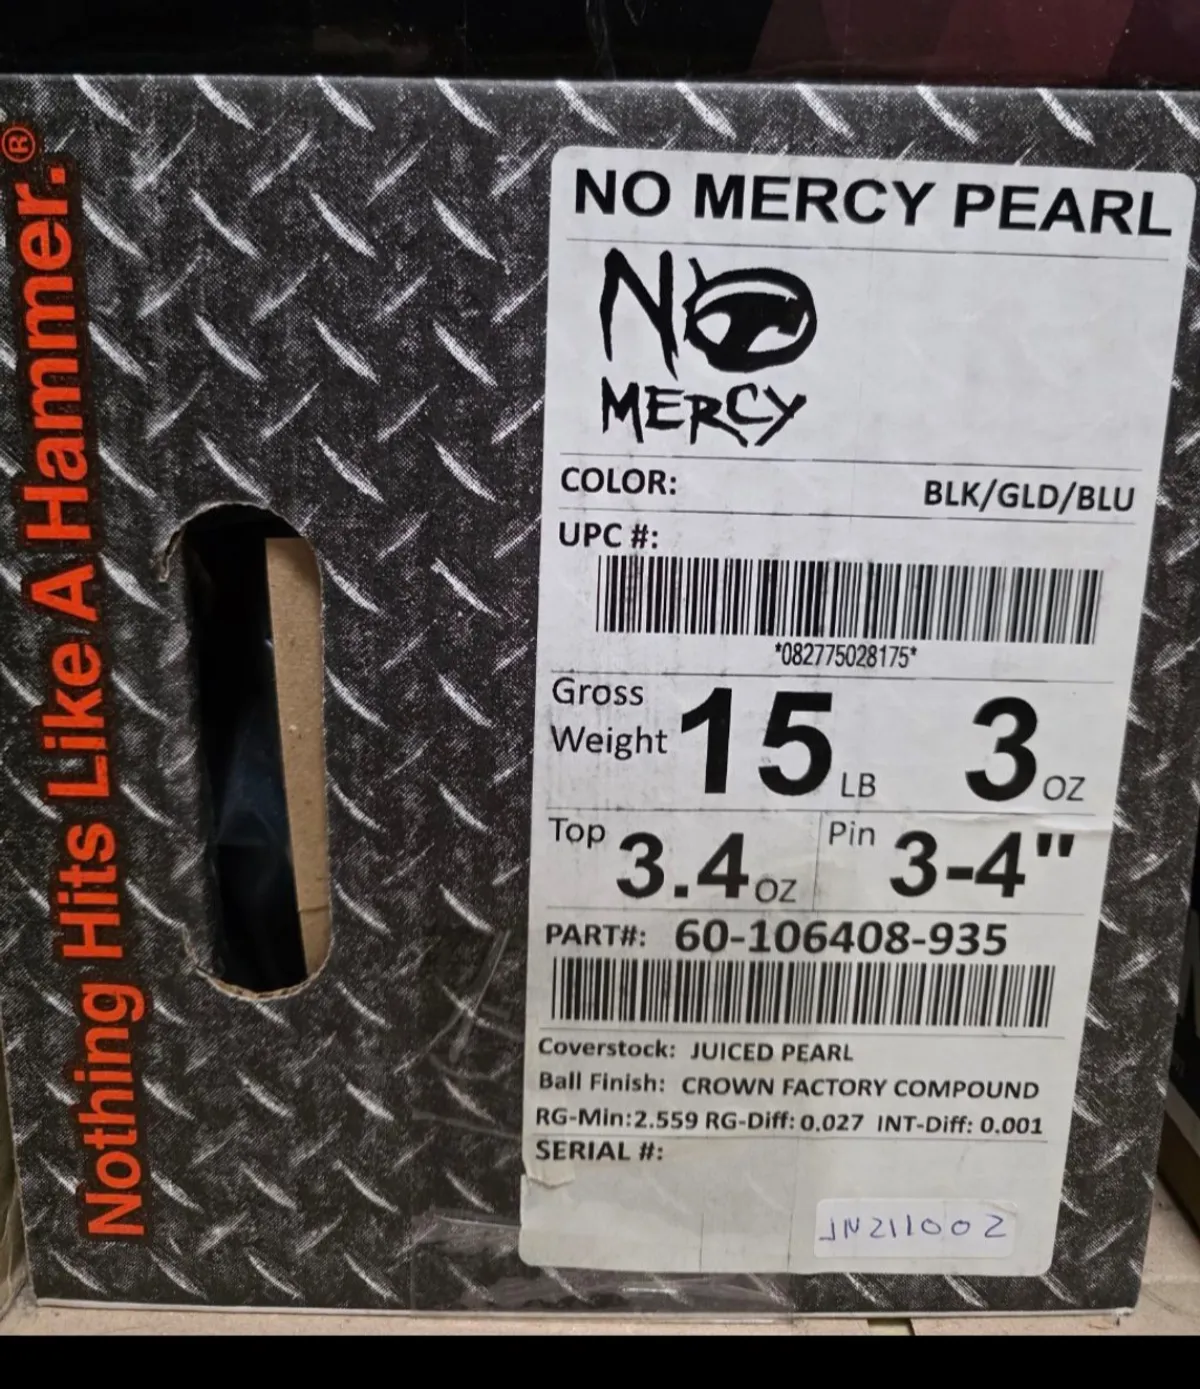 Nothing Hits Like A Hammer.®
NO MERCY PEARL
NO
MERCY
COLOR: BLK/GLD/BLU
UPC #:
*082775028175*
Gross
Weight 15 LB 3 OZ
Top 3.4 OZ Pin 3-4"
PART#: 60-106408-935
Coverstock: JUICED PEARL
Ball Finish: CROWN FACTORY COMPOUND
RG-Min:2.559 RG-Diff: 0.027 INT-Diff: 0.001
SERIAL #:
JN211002